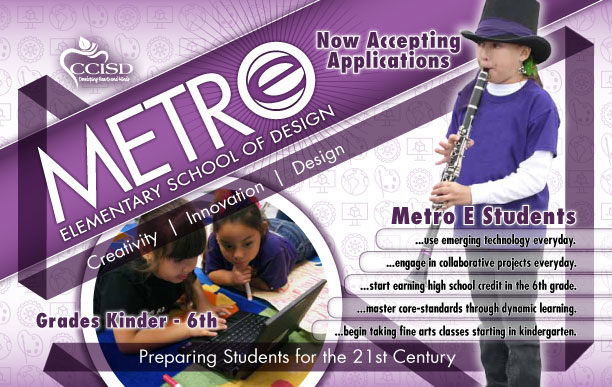 CCISD
Developing Hearts and Minds
METRO
ELEMENTARY SCHOOL OF DESIGN
Creativity | Innovation | Design
Now Accepting
Applications
Metro E Students
...use emerging technology everyday.
...engage in collaborative projects everyday.
...start earning high school credit in the 6th grade.
...master core-standards through dynamic learning.
...begin taking fine arts classes starting in kindergarten.
Grades Kinder - 6th
Preparing Students for the 21st Century